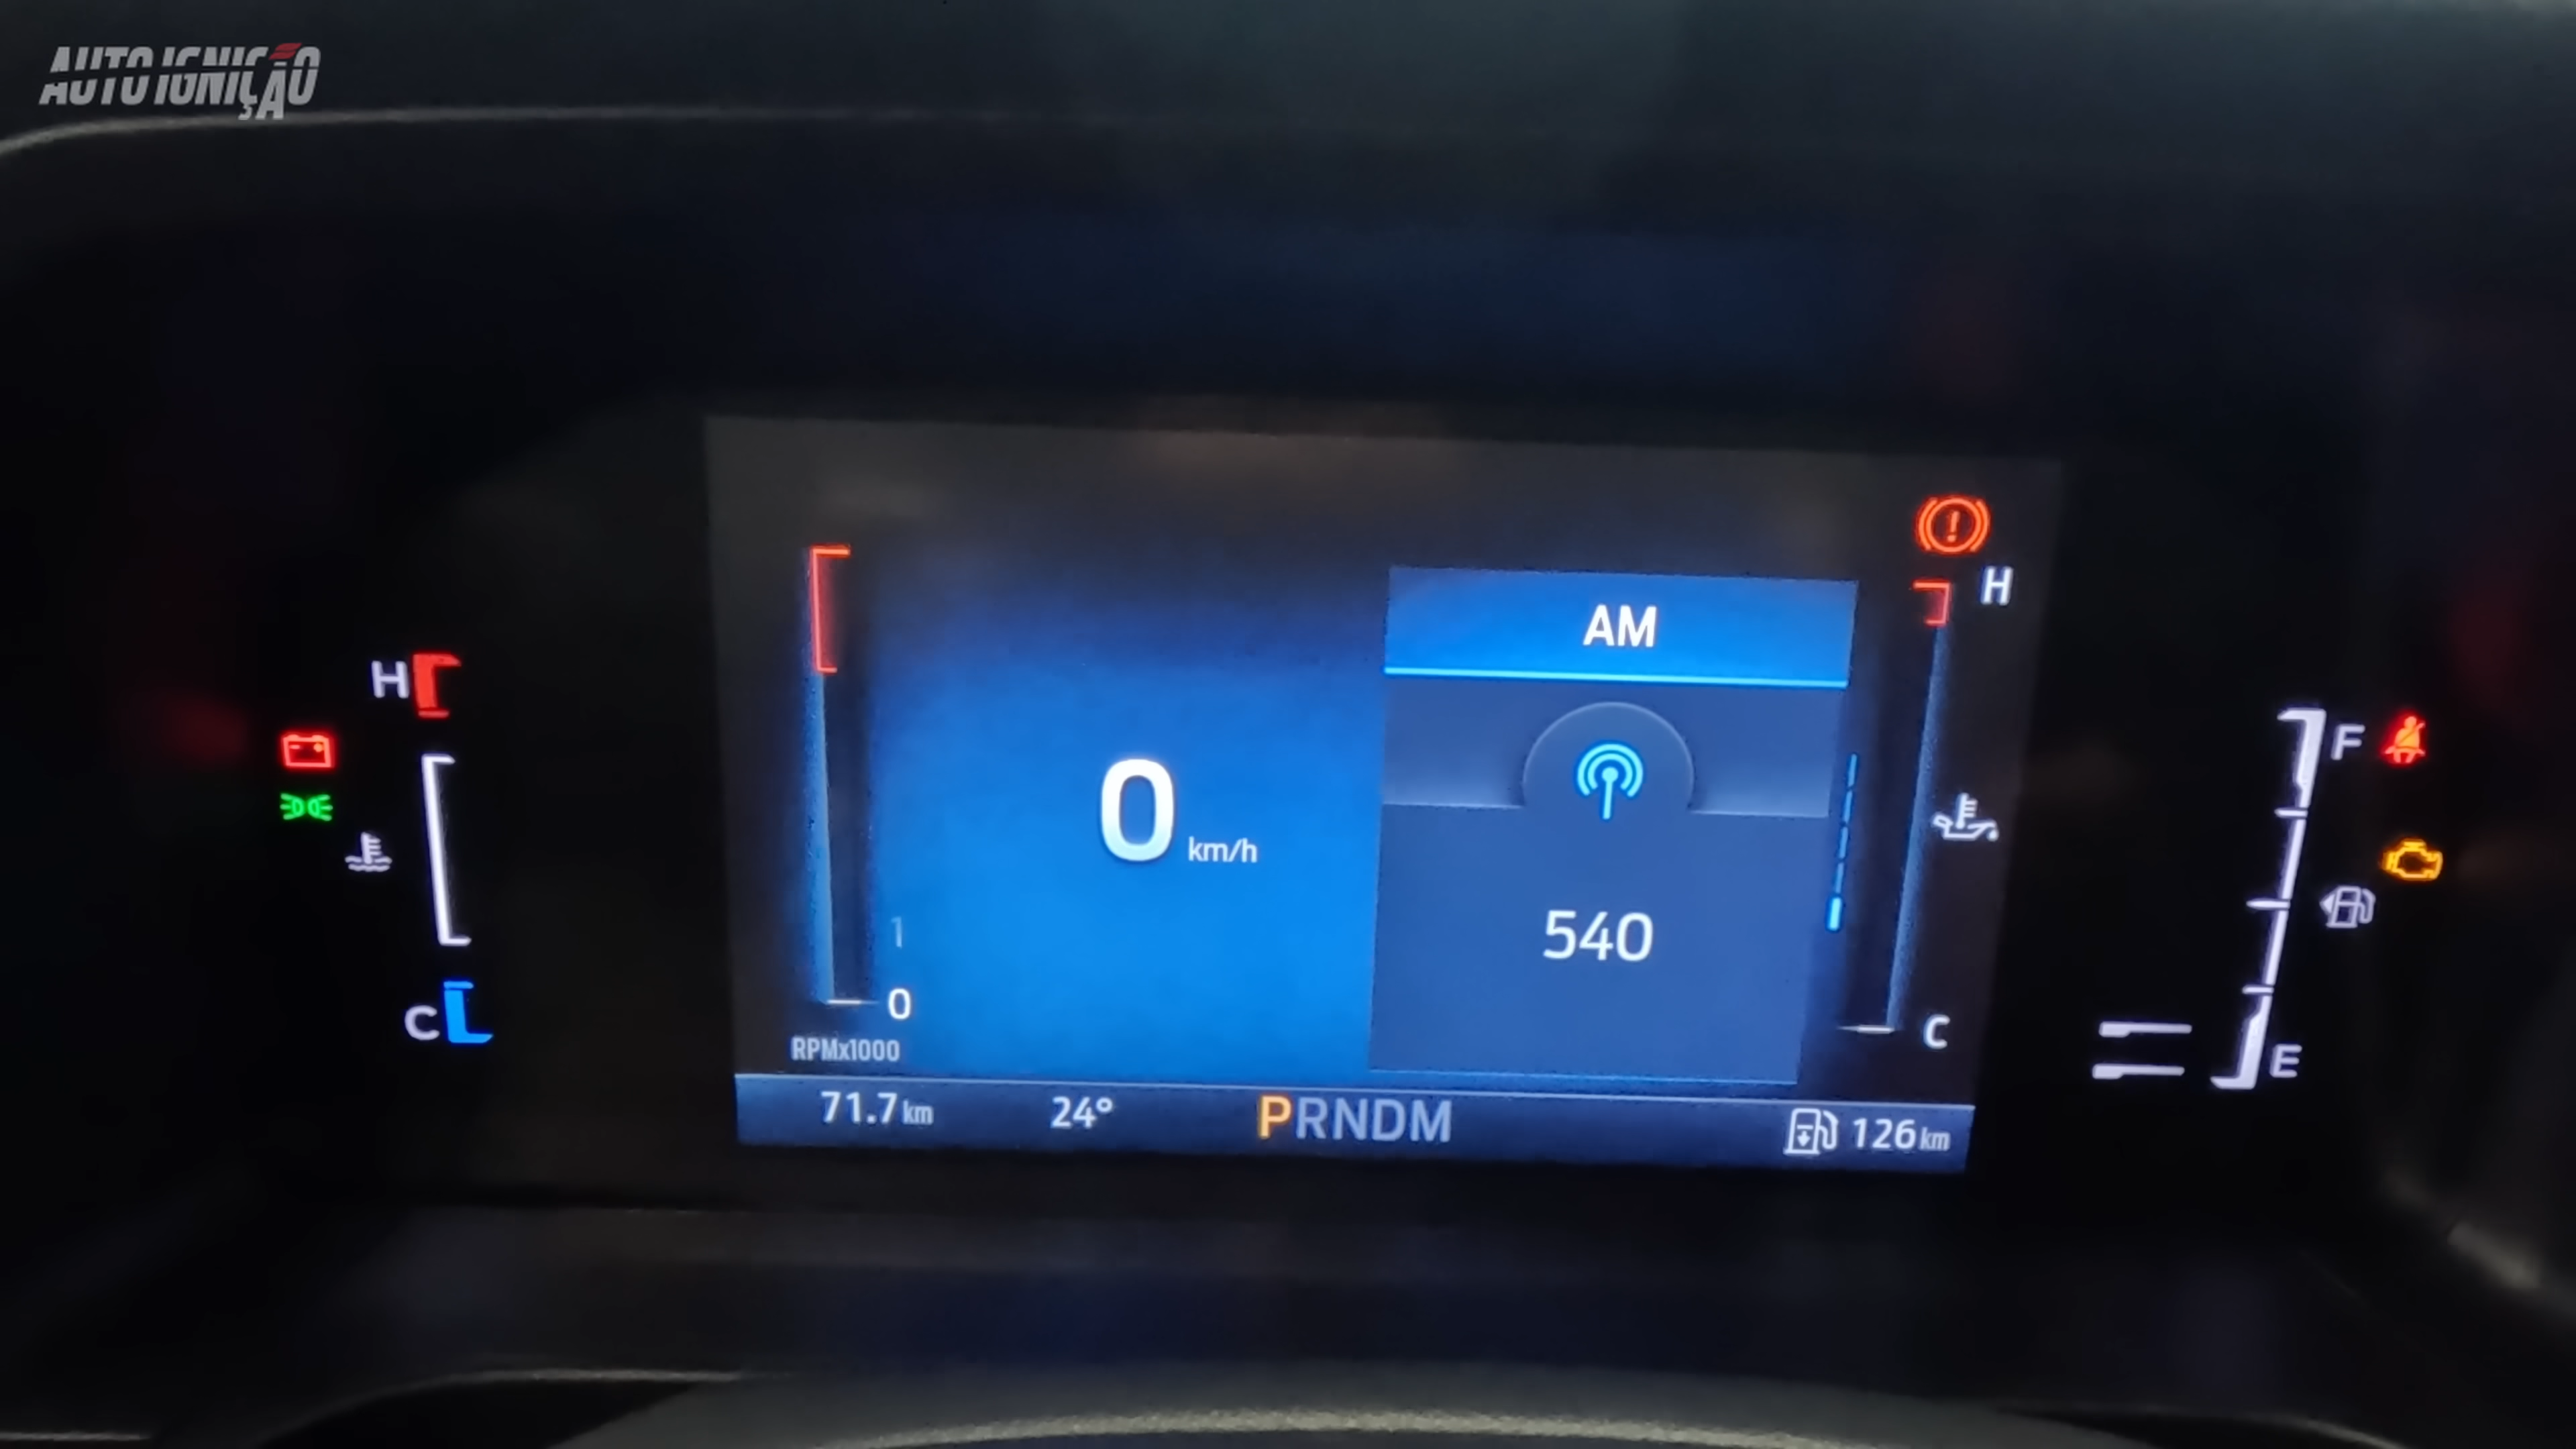 AUTO IGNIÇÃO
H
C
1
0
RPMx1000
0 km/h
AM
540
H
C
F
E
71.7 km
24°
PRNDM
126 km